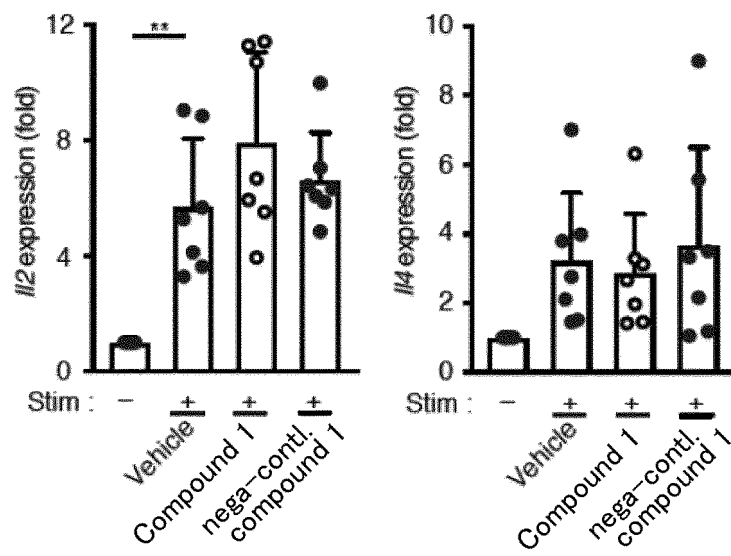 Il2 expression (fold)
12
8
4
0
**
Stim : − + + +
Vehicle
Compound 1
nega-contl.
compound 1
Il4 expression (fold)
10
8
6
4
2
0
Stim : − + + +
Vehicle
Compound 1
nega-contl.
compound 1